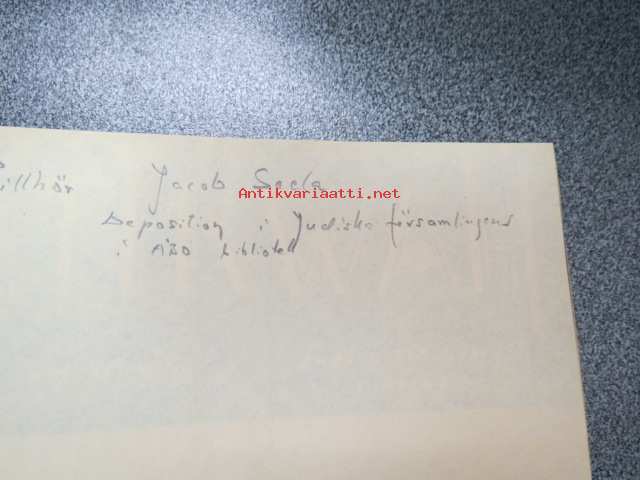 Tillhör Jacob Seela
Antikvariaatti.net
Deposition i Judiska församlingens
i ÅBO bibliotek